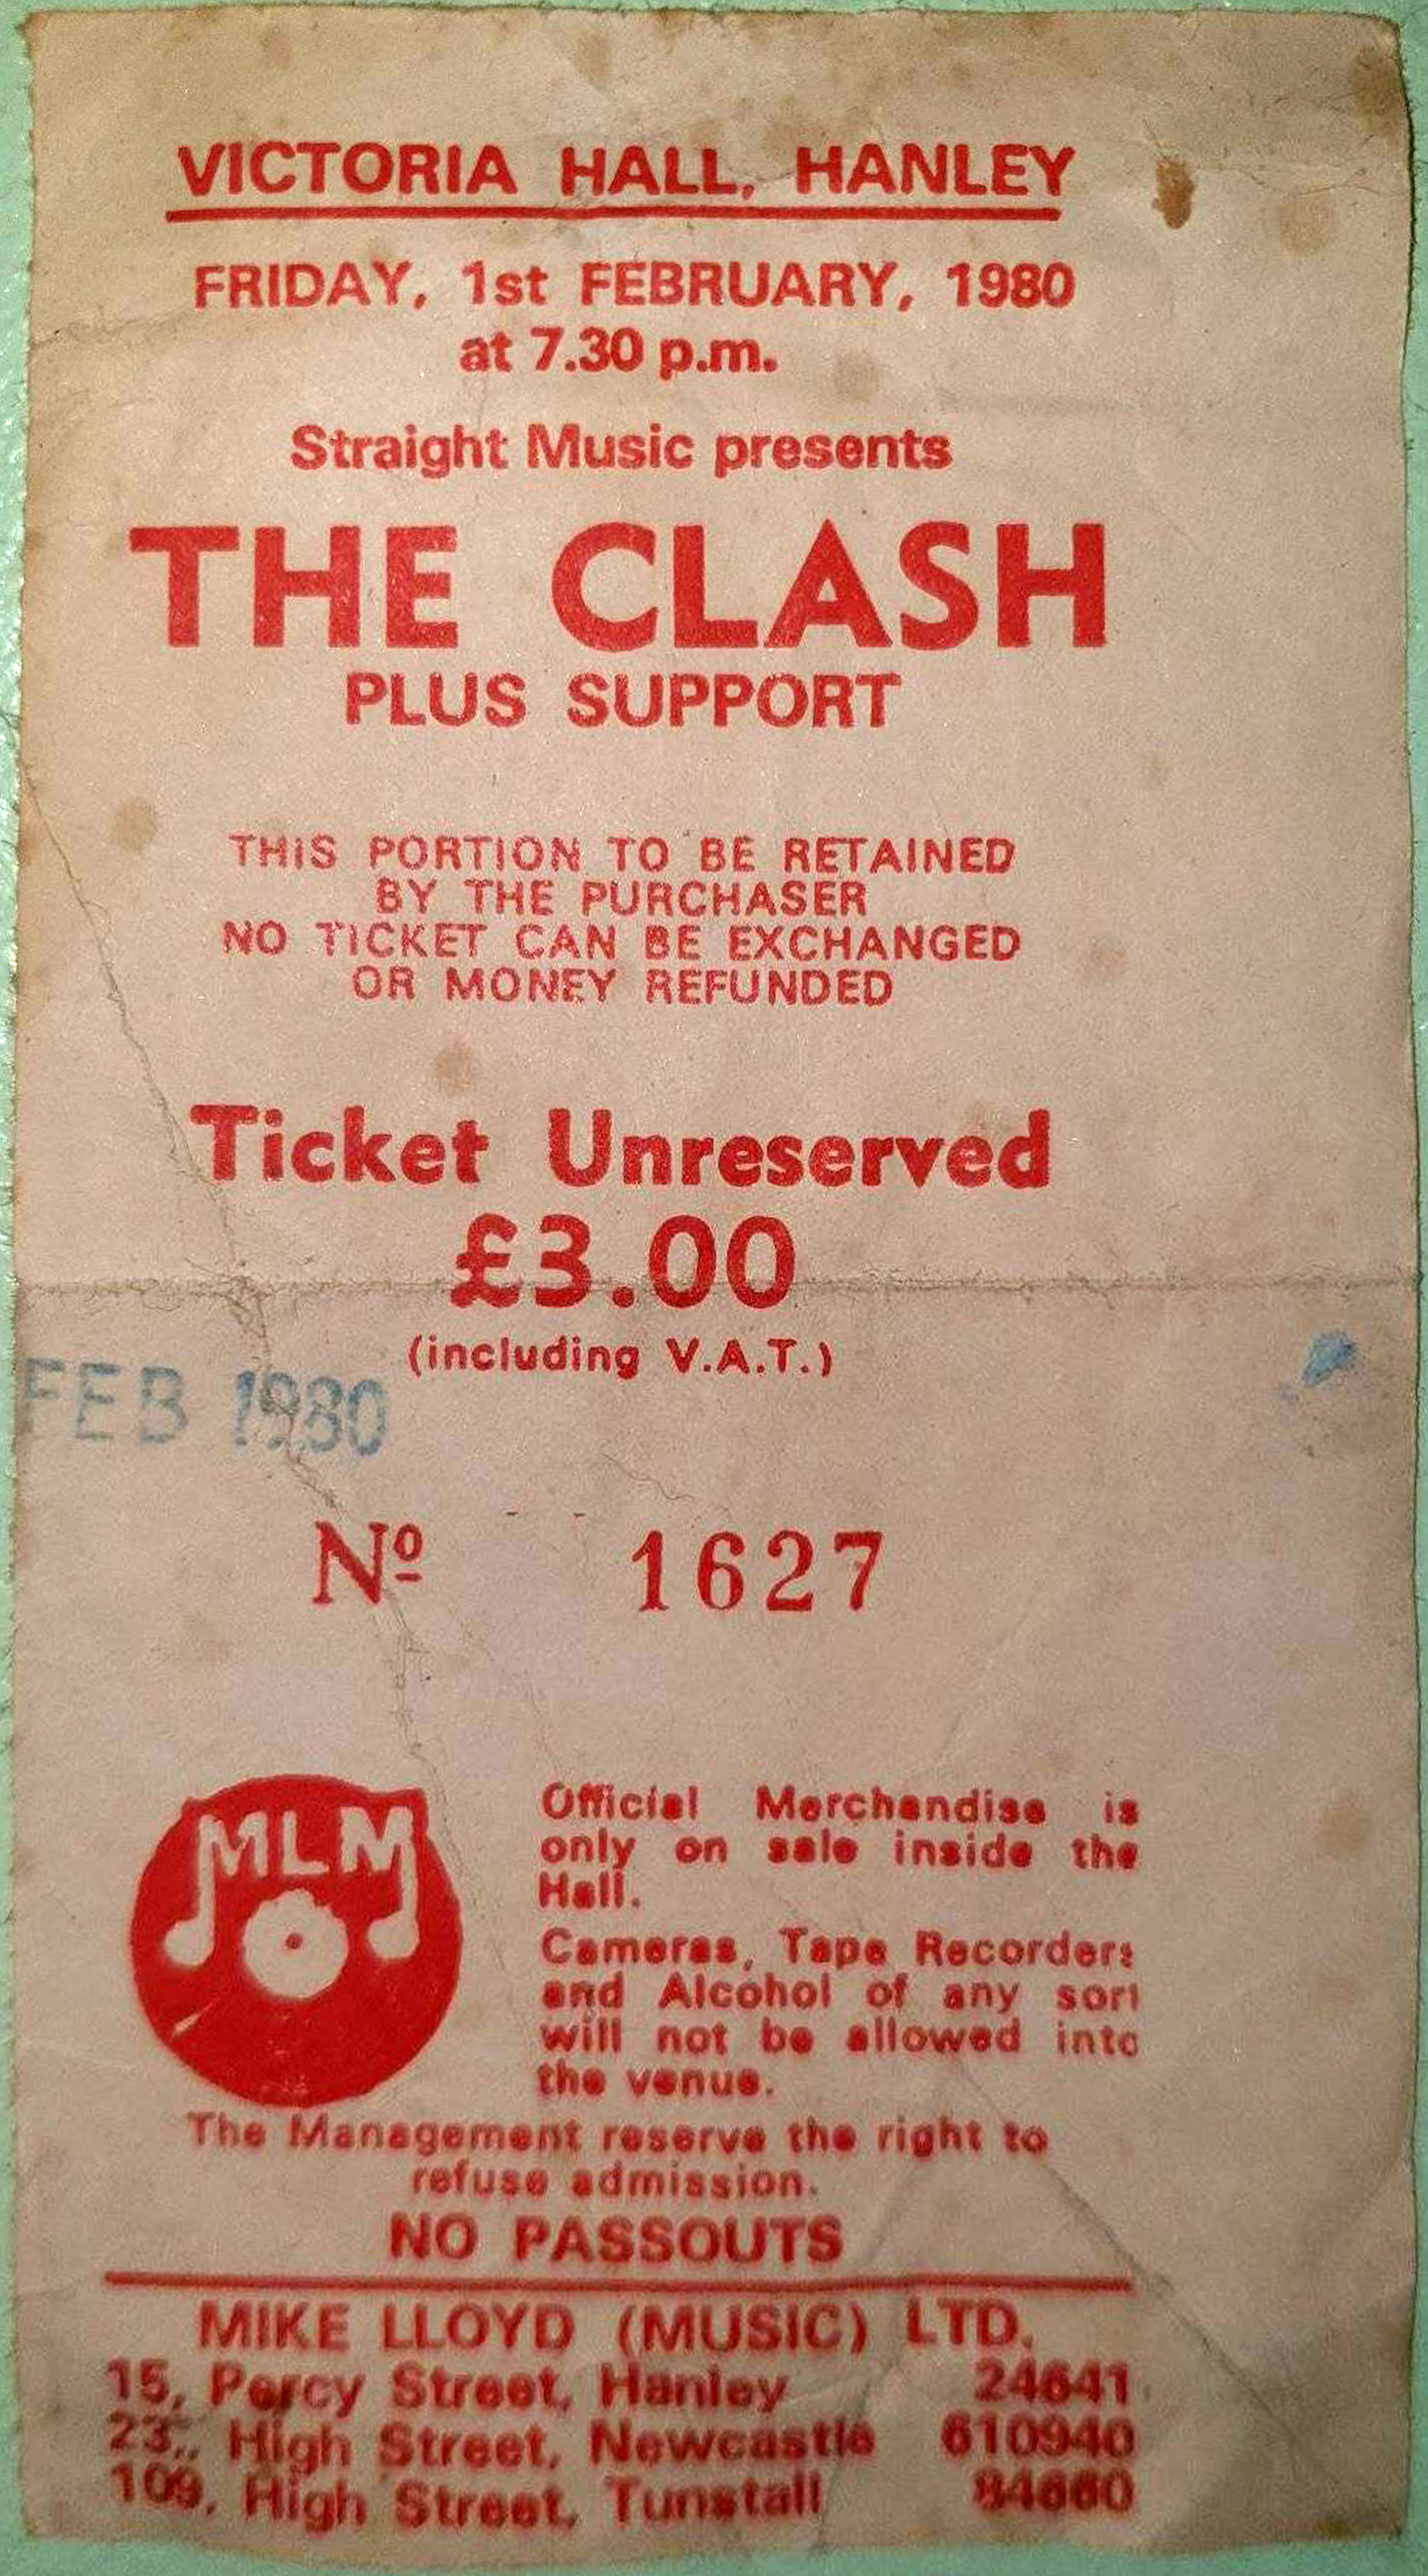 VICTORIA HALL, HANLEY
FRIDAY, 1st FEBRUARY, 1980
at 7.30 p.m.
Straight Music presents
THE CLASH
PLUS SUPPORT
THIS PORTION TO BE RETAINED
BY THE PURCHASER
NO TICKET CAN BE EXCHANGED
OR MONEY REFUNDED
Ticket Unreserved
£3.00
(including V.A.T.)
FEB 1980
Nº 1627
MLM
Official Merchandise is
only on sale inside the
Hall.
Cameras, Tape Recorders
and Alcohol of any sort
will not be allowed into
the venue.
The Management reserve the right to
refuse admission.
NO PASSOUTS
MIKE LLOYD (MUSIC) LTD.
15, Percy Street, Hanley 24641
23,, High Street, Newcastle 610940
109, High Street, Tunstall 84660